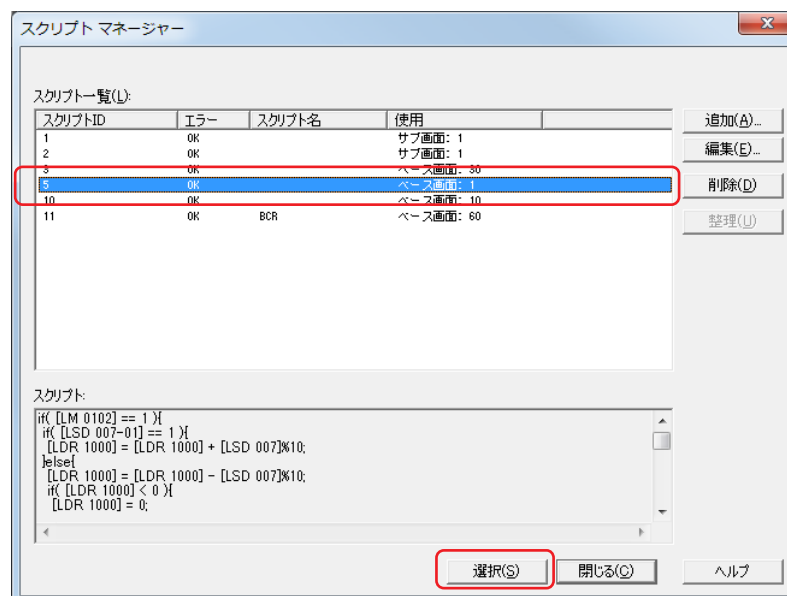 スクリプト マネージャー
スクリプト一覧(L):
スクリプトID エラー スクリプト名 使用
1 OK サブ画面: 1
2 OK サブ画面: 1
3 OK ベース画面: 30
5 OK ベース画面: 1
10 OK ベース画面: 10
11 OK BCR ベース画面: 60
追加(A)...
編集(E)...
削除(D)
整理(U)
スクリプト:
if( [LM 0102] == 1 ){
if( [LSD 007-01] == 1 ){
[LDR 1000] = [LDR 1000] + [LSD 007]%10;
}else{
[LDR 1000] = [LDR 1000] - [LSD 007]%10;
if( [LDR 1000] < 0 ){
[LDR 1000] = 0;
選択(S) 閉じる(C) ヘルプ